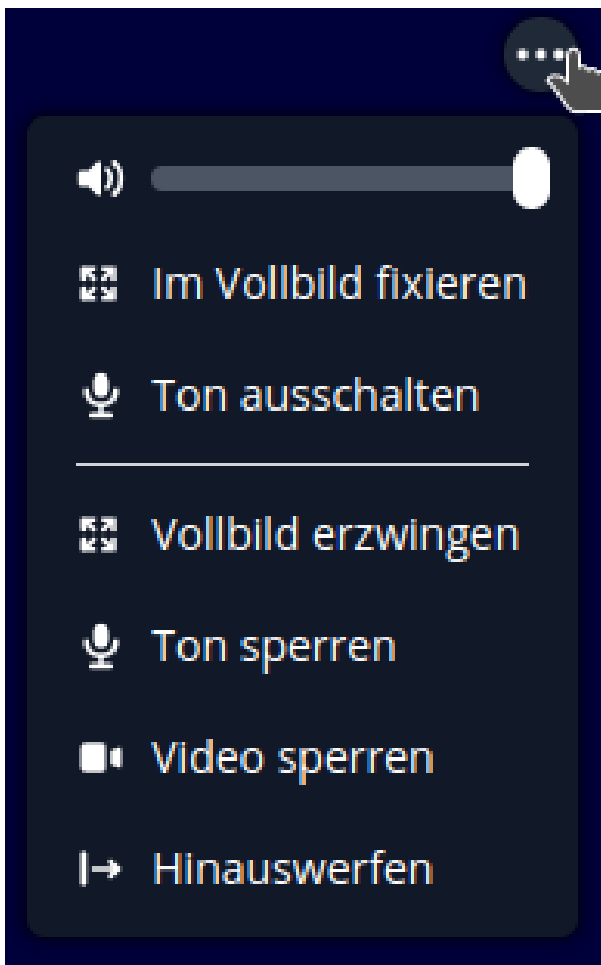 Im Vollbild fixieren
Ton ausschalten
Vollbild erzwingen
Ton sperren
Video sperren
Hinauswerfen